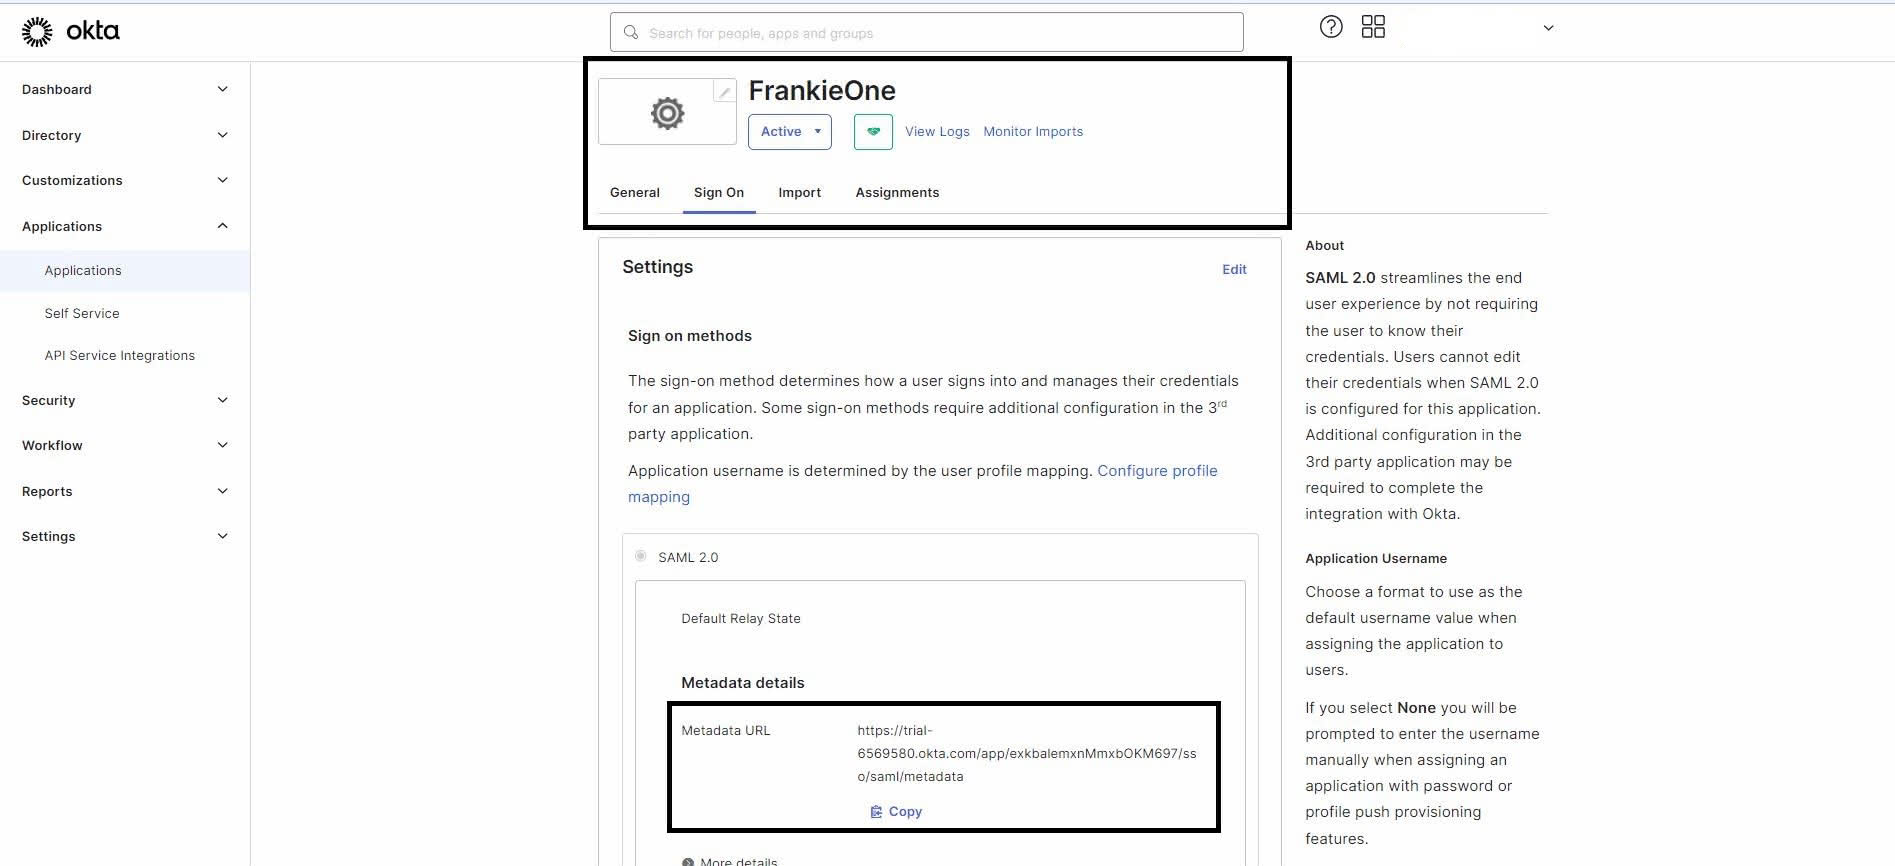 okta
Search for people, apps and groups
Dashboard
Directory
Customizations
Applications
Applications
Self Service
API Service Integrations
Security
Workflow
Reports
Settings
FrankieOne
Active
View Logs
Monitor Imports
General
Sign On
Import
Assignments
Settings
Edit
Sign on methods
The sign-on method determines how a user signs into and manages their credentials
for an application. Some sign-on methods require additional configuration in the 3rd
party application.
Application username is determined by the user profile mapping. Configure profile
mapping
SAML 2.0
Default Relay State
Metadata details
Metadata URL
https://trial-
6569580.okta.com/app/exkbalemxnMmxbOKM697/ss
o/saml/metadata
Copy
More details
About
SAML 2.0 streamlines the end
user experience by not requiring
the user to know their
credentials. Users cannot edit
their credentials when SAML 2.0
is configured for this application.
Additional configuration in the
3rd party application may be
required to complete the
integration with Okta.
Application Username
Choose a format to use as the
default username value when
assigning the application to
users.
If you select None you will be
prompted to enter the username
manually when assigning an
application with password or
profile push provisioning
features.